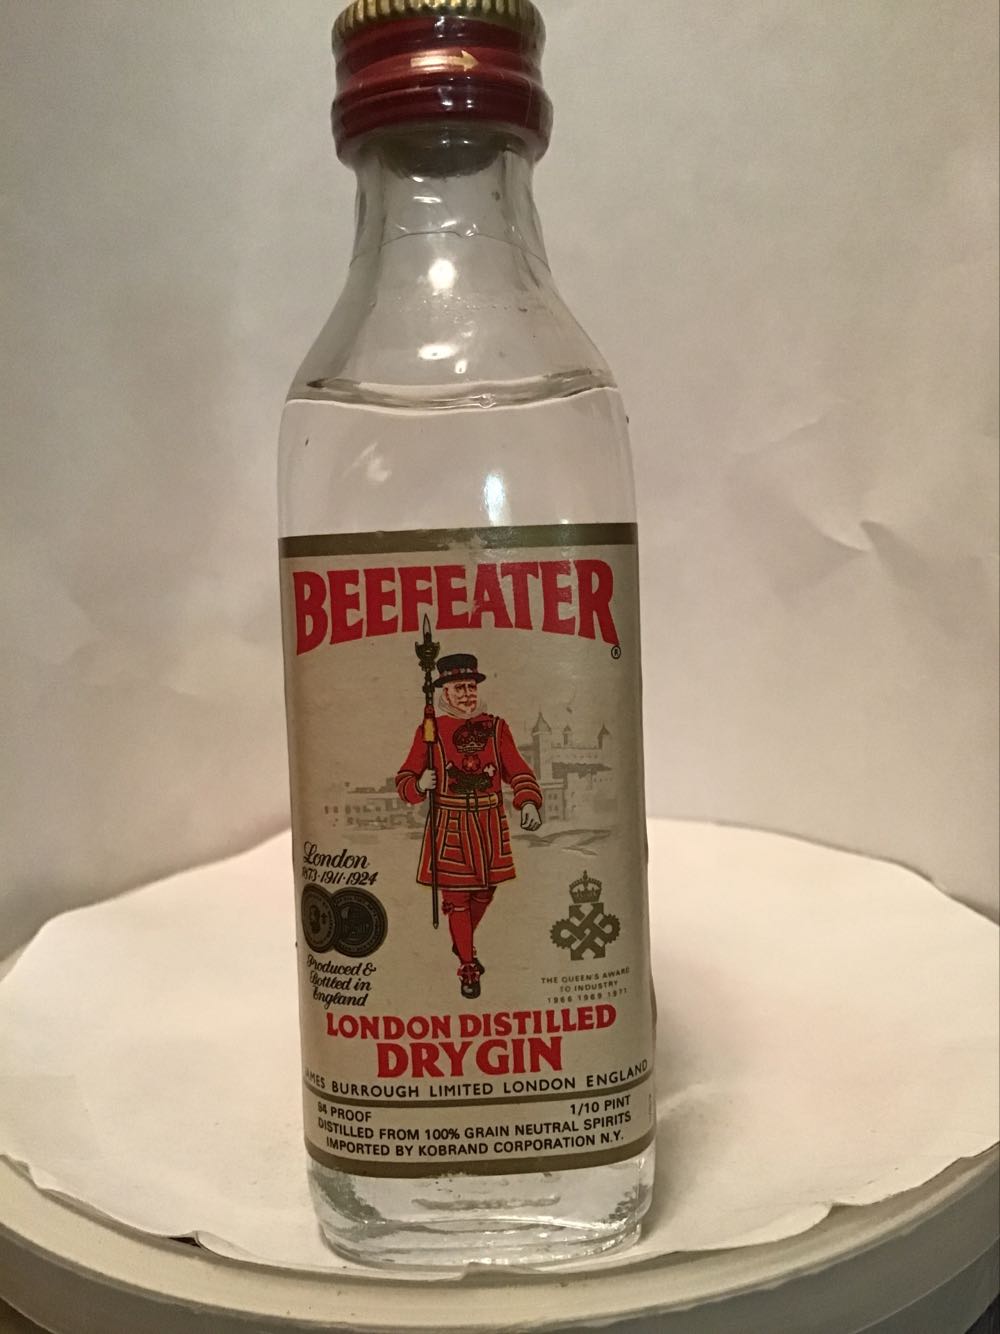 BEEFEATER
®
London
1873·1911·1924
Produced &
Bottled in
England
THE QUEEN'S AWARD
TO INDUSTRY
1966 1969 1971
LONDON DISTILLED
DRY GIN
JAMES BURROUGH LIMITED LONDON ENGLAND
94 PROOF 1/10 PINT
DISTILLED FROM 100% GRAIN NEUTRAL SPIRITS
IMPORTED BY KOBRAND CORPORATION N.Y.